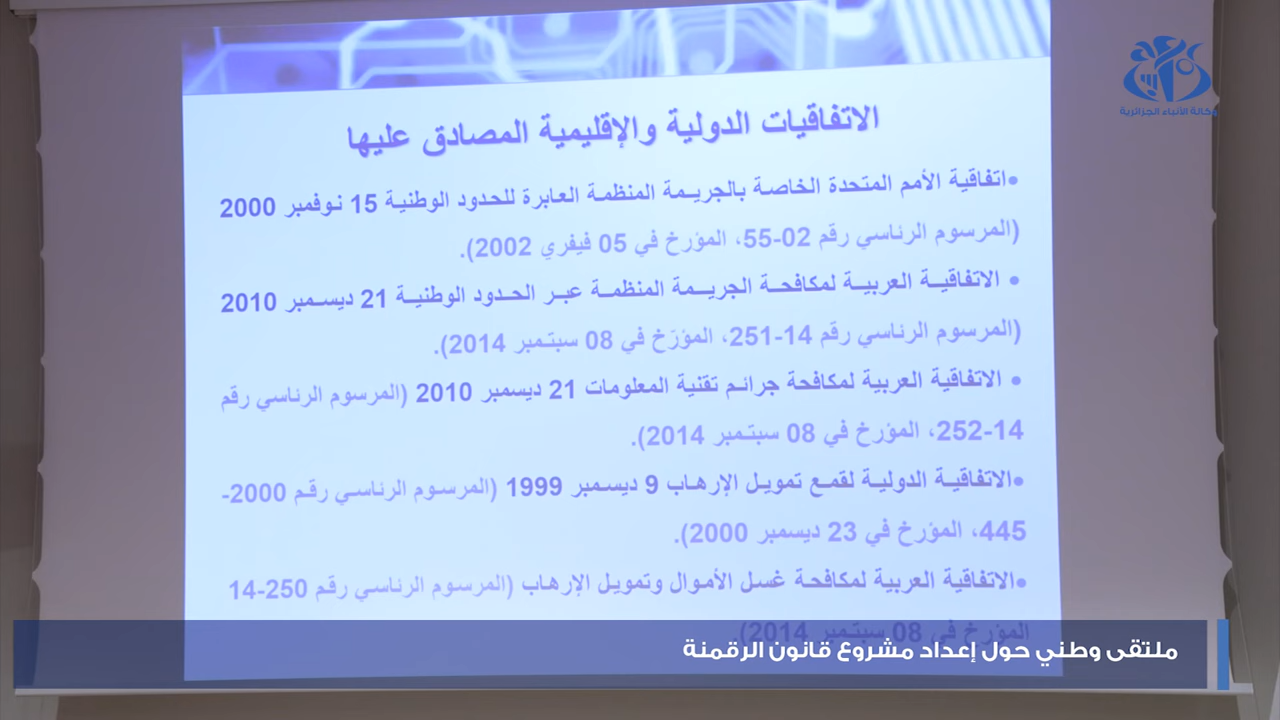 وكالة الأنباء الجزائرية
الاتفاقيات الدولية والإقليمية المصادق عليها
•اتفاقية الأمم المتحدة الخاصة بالجريمة المنظمة العابرة للحدود الوطنية 15 نوفمبر 2000
(المرسوم الرئاسي رقم 02-55، المؤرخ في 05 فيفري 2002).
• الاتفاقية العربية لمكافحة الجريمة المنظمة عبر الحدود الوطنية 21 ديسمبر 2010
(المرسوم الرئاسي رقم 14-251، المؤرّخ في 08 سبتمبر 2014).
• الاتفاقية العربية لمكافحة جرائم تقنية المعلومات 21 ديسمبر 2010 (المرسوم الرئاسي رقم
14-252، المؤرخ في 08 سبتمبر 2014).
•الاتفاقية الدولية لقمع تمويل الإرهاب 9 ديسمبر 1999 (المرسوم الرئاسي رقم 2000-
445، المؤرخ في 23 ديسمبر 2000).
•الاتفاقية العربية لمكافحة غسل الأموال وتمويل الإرهاب (المرسوم الرئاسي رقم 250-14
المؤرخ في 08 سبتمبر 2014).
ملتقى وطني حول إعداد مشروع قانون الرقمنة